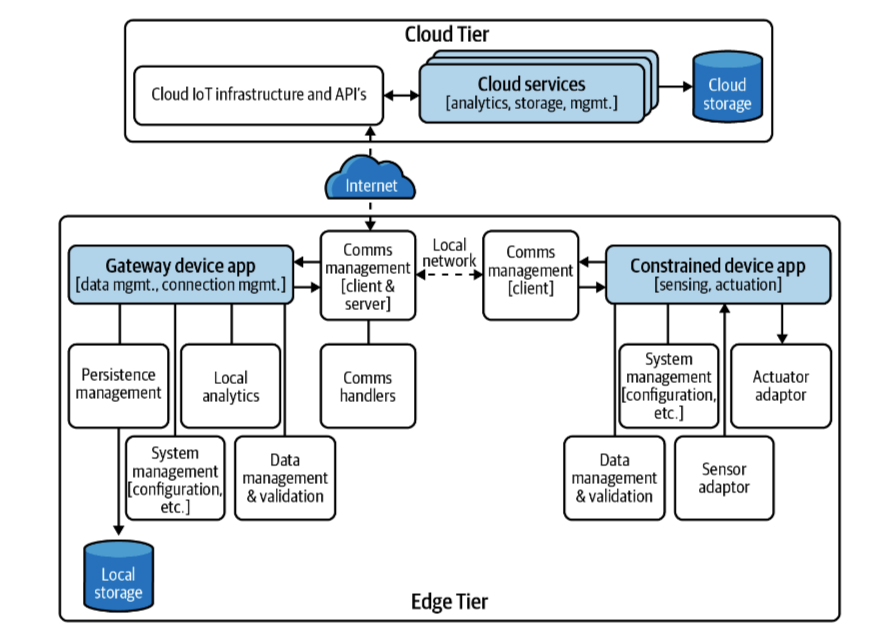 Cloud Tier
Cloud IoT infrastructure and API's
Cloud services
[analytics, storage, mgmt.]
Cloud
storage
Internet
Gateway device app
[data mgmt., connection mgmt.]
Comms
management
[client &
server]
Local
network
Comms
management
[client]
Constrained device app
[sensing, actuation]
Persistence
management
Local
analytics
Comms
handlers
System
management
[configuration,
etc.]
Actuator
adaptor
System
management
[configuration,
etc.]
Data
management
& validation
Data
management
& validation
Sensor
adaptor
Local
storage
Edge Tier